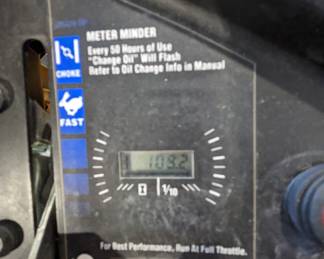 METER MINDER
Every 50 Hours of Use
"Change Oil" Will Flash
Refer to Oil Change Info in Manual
CHOKE
FAST
109.2
1/10
For Best Performance, Run At Full Throttle.